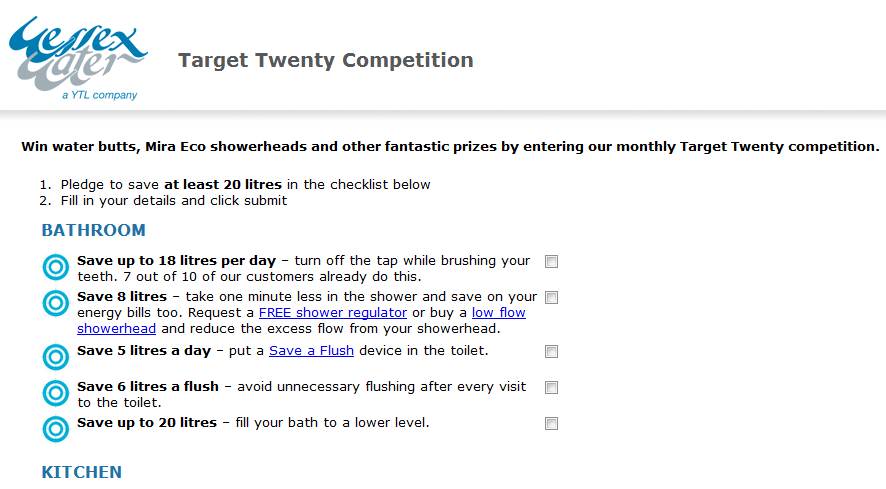 Wessex
Water
a YTL company
Target Twenty Competition
Win water butts, Mira Eco showerheads and other fantastic prizes by entering our monthly Target Twenty competition.
1. Pledge to save at least 20 litres in the checklist below
2. Fill in your details and click submit
BATHROOM
Save up to 18 litres per day – turn off the tap while brushing your
teeth. 7 out of 10 of our customers already do this.
Save 8 litres – take one minute less in the shower and save on your
energy bills too. Request a FREE shower regulator or buy a low flow
showerhead and reduce the excess flow from your showerhead.
Save 5 litres a day – put a Save a Flush device in the toilet.
Save 6 litres a flush – avoid unnecessary flushing after every visit
to the toilet.
Save up to 20 litres – fill your bath to a lower level.
KITCHEN